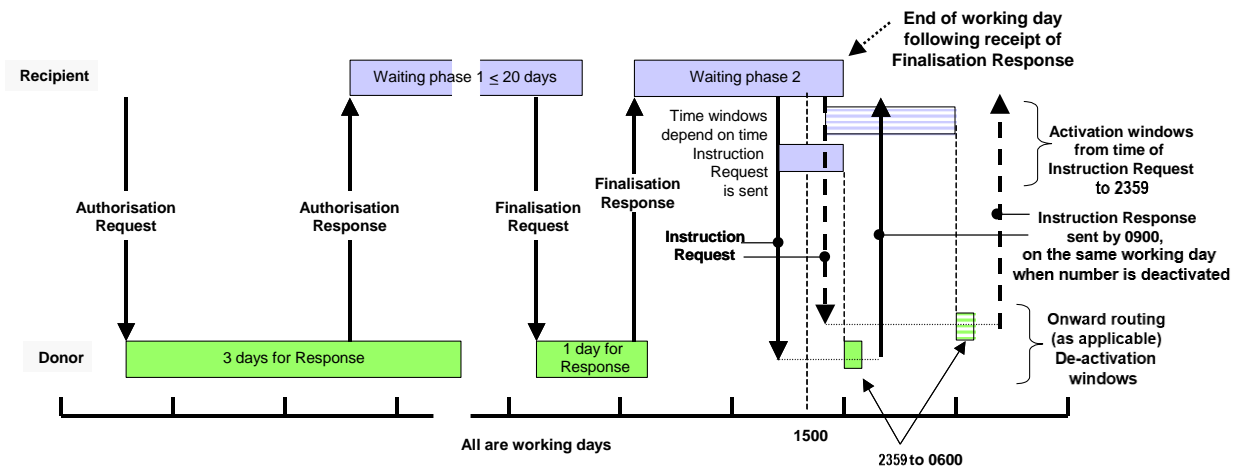 End of working day
following receipt of
Finalisation Response
Recipient
Waiting phase 1 ≤ 20 days
Waiting phase 2
Time windows
depend on time
Instruction
Request
is sent
Activation windows
from time of
Instruction Request
to 2359
Authorisation
Request
Authorisation
Response
Finalisation
Request
Finalisation
Response
Instruction
Request
Instruction Response
sent by 0900,
on the same working day
when number is deactivated
Donor
3 days for Response
1 day for
Response
Onward routing
(as applicable)
De-activation
windows
All are working days
1500
2359 to 0600